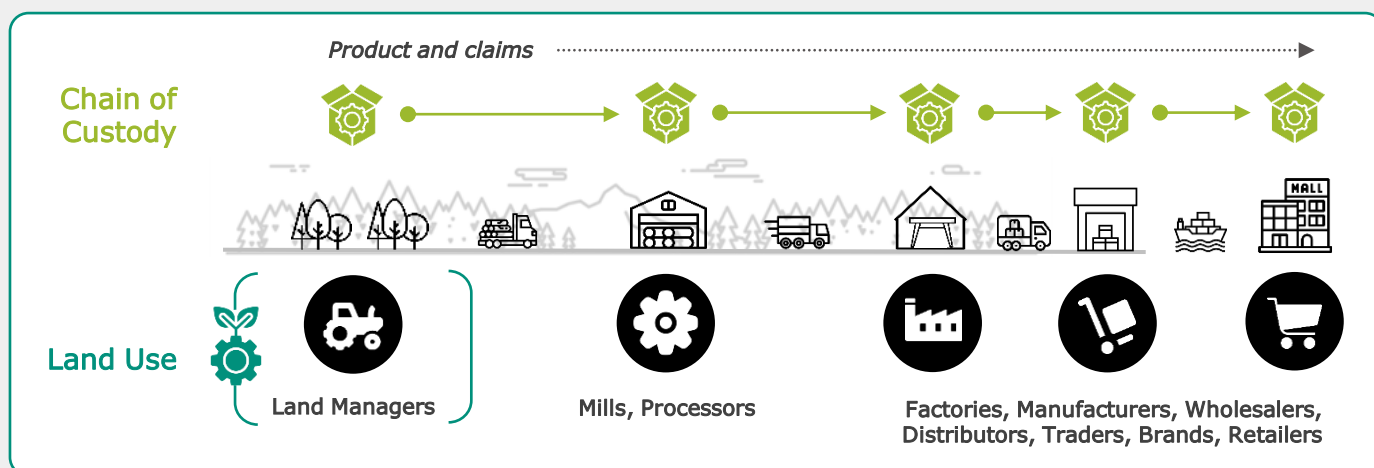 Product and claims
Chain of
Custody
MALL
Land Use
Land Managers
Mills, Processors
Factories, Manufacturers, Wholesalers,
Distributors, Traders, Brands, Retailers